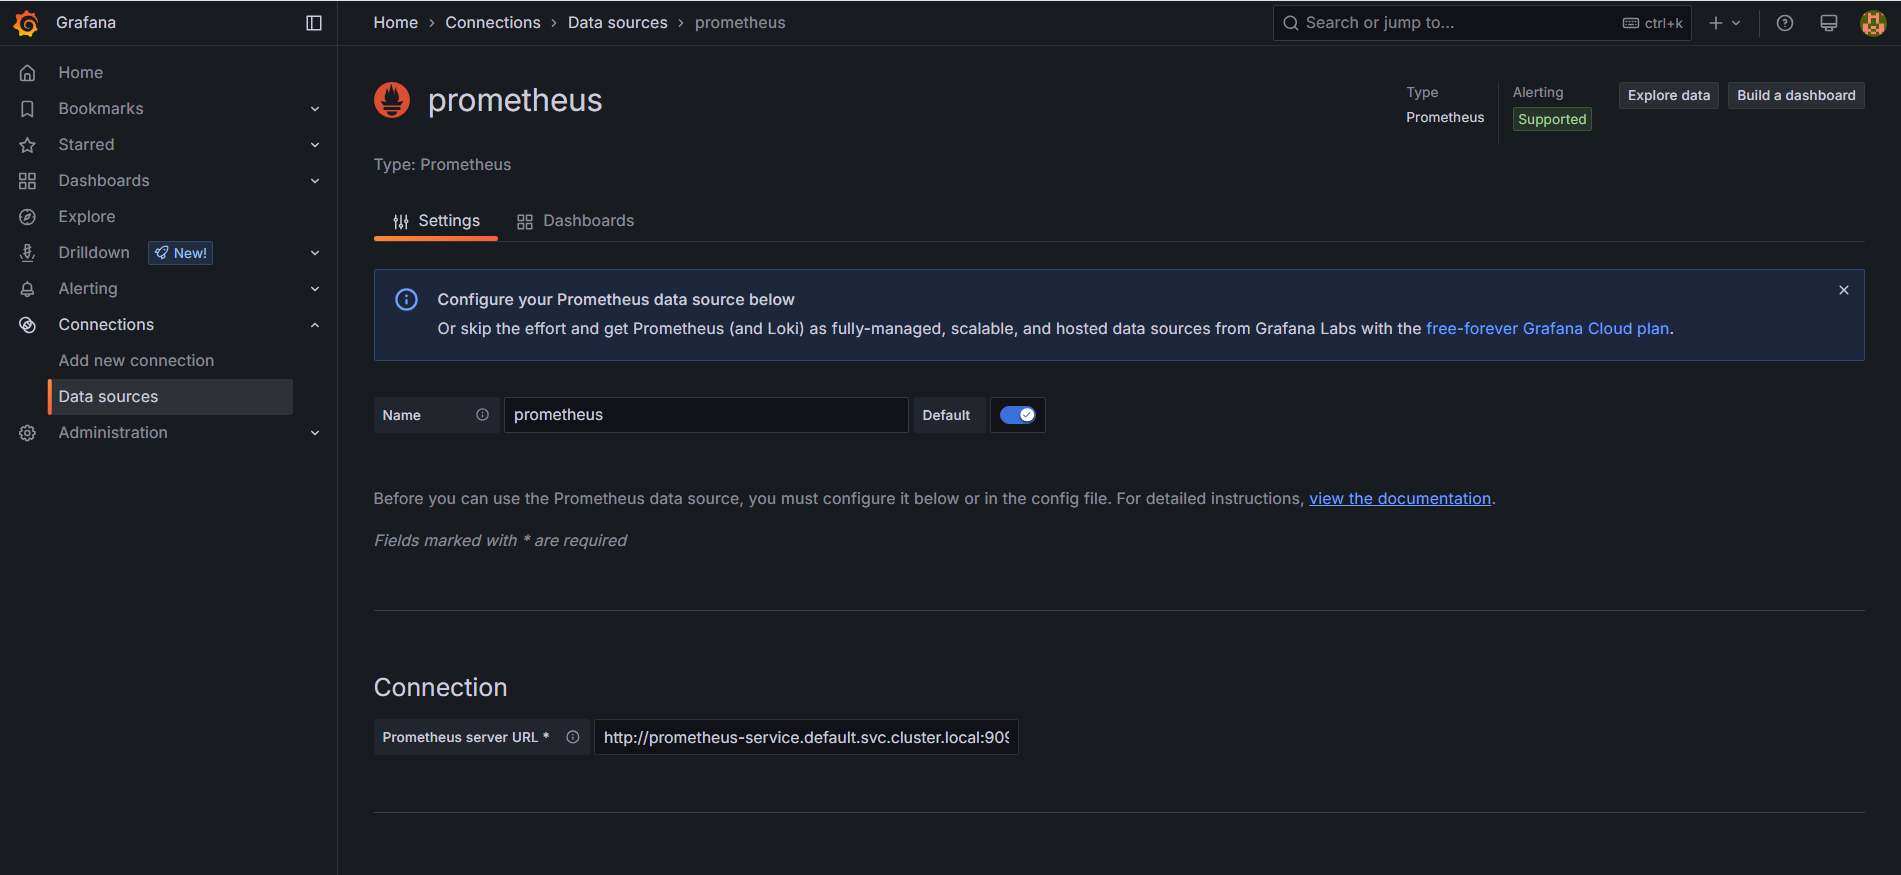 Grafana
Home › Connections › Data sources › prometheus
Search or jump to...
ctrl+k
Home
Bookmarks
Starred
Dashboards
Explore
Drilldown
New!
Alerting
Connections
Add new connection
Data sources
Administration
prometheus
Type
Prometheus
Alerting
Supported
Explore data
Build a dashboard
Type: Prometheus
Settings
Dashboards
Configure your Prometheus data source below
Or skip the effort and get Prometheus (and Loki) as fully-managed, scalable, and hosted data sources from Grafana Labs with the free-forever Grafana Cloud plan.
Name
prometheus
Default
Before you can use the Prometheus data source, you must configure it below or in the config file. For detailed instructions, view the documentation.
Fields marked with * are required
Connection
Prometheus server URL *
http://prometheus-service.default.svc.cluster.local:909